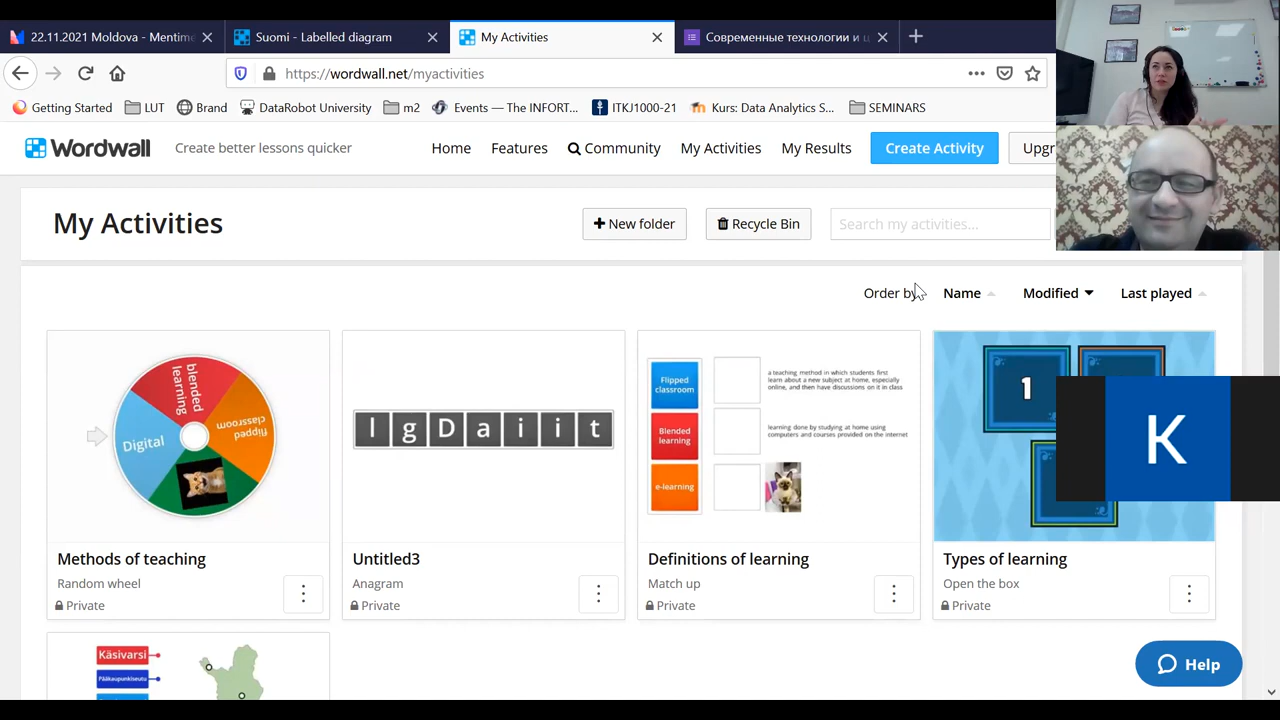 22.11.2021 Moldova - Mentime
Suomi - Labelled diagram
My Activities
Современные технологии и ц
https://wordwall.net/myactivities
Getting Started
LUT
Brand
DataRobot University
m2
Events — The INFORT...
ITKJ1000-21
Kurs: Data Analytics S...
SEMINARS
Wordwall
Create better lessons quicker
Home
Features
Community
My Activities
My Results
Create Activity
Upgr
My Activities
+ New folder
Recycle Bin
Search my activities...
Order by
Name
Modified
Last played
blended learning
flipped classroom
Digital
l g D a i i t
Flipped classroom
a teaching method in which students first
learn about a new subject at home, especially
online, and then have discussions on it in class
Blended learning
learning done by studying at home using
computers and courses provided on the internet
e-learning
1
K
Methods of teaching
Random wheel
Private
Untitled3
Anagram
Private
Definitions of learning
Match up
Private
Types of learning
Open the box
Private
Käsivarsi
Pääkaupunkiseutu
Help